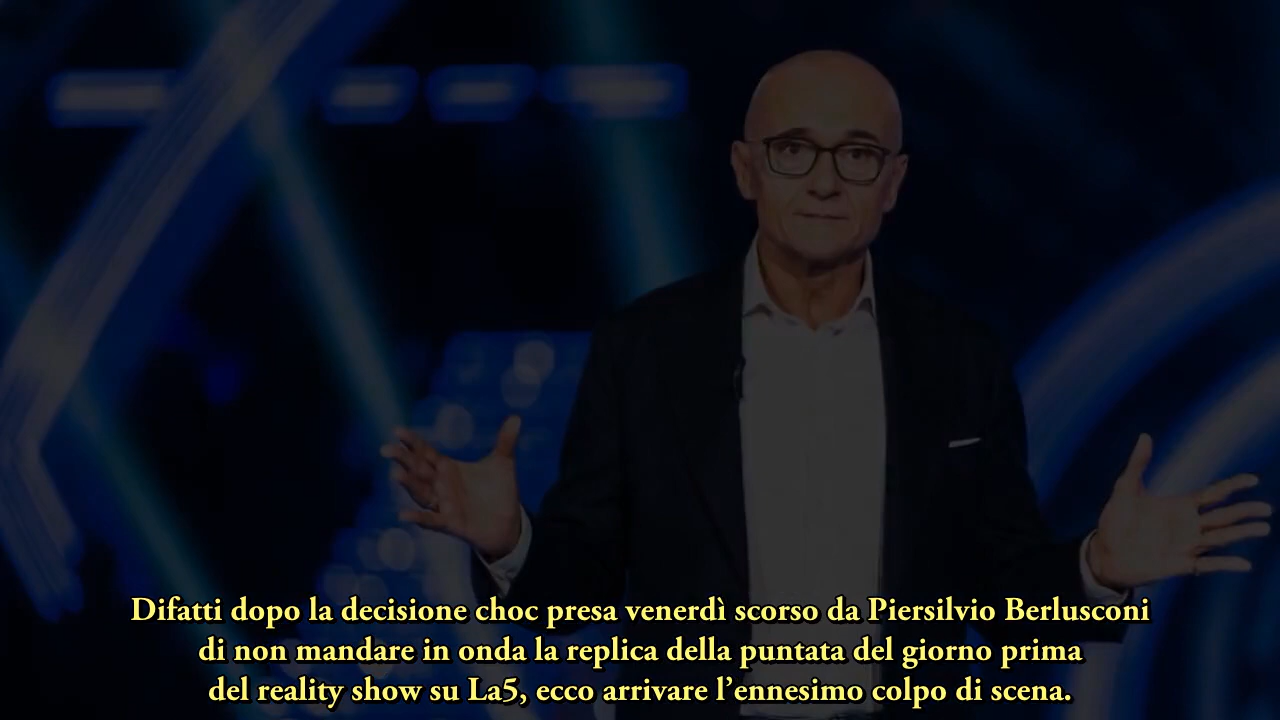 Difatti dopo la decisione choc presa venerdì scorso da Piersilvio Berlusconi
di non mandare in onda la replica della puntata del giorno prima
del reality show su La5, ecco arrivare l’ennesimo colpo di scena.